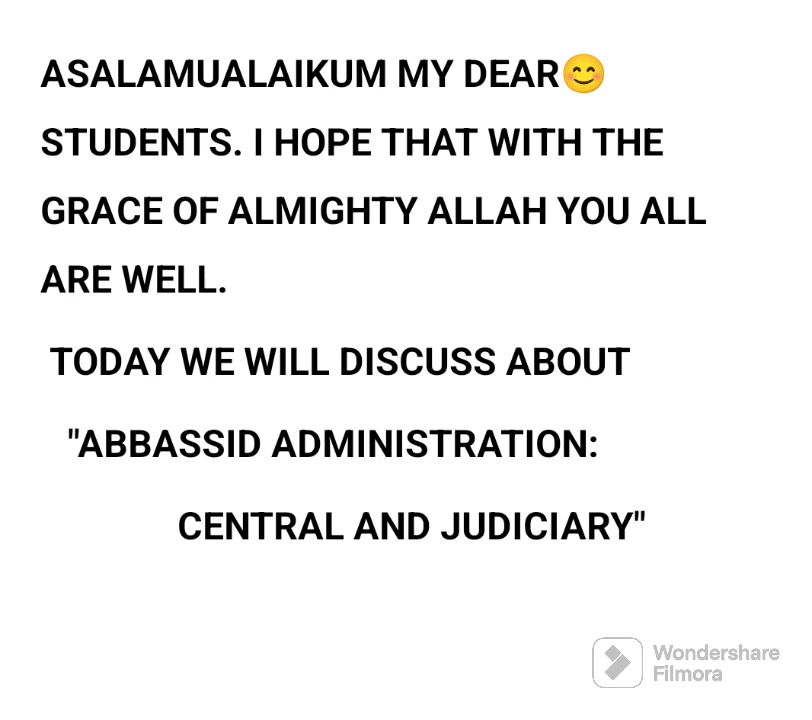 ASALAMUALAIKUM MY DEAR😊
STUDENTS. I HOPE THAT WITH THE
GRACE OF ALMIGHTY ALLAH YOU ALL
ARE WELL.
TODAY WE WILL DISCUSS ABOUT
"ABBASSID ADMINISTRATION:
CENTRAL AND JUDICIARY"
Wondershare
Filmora